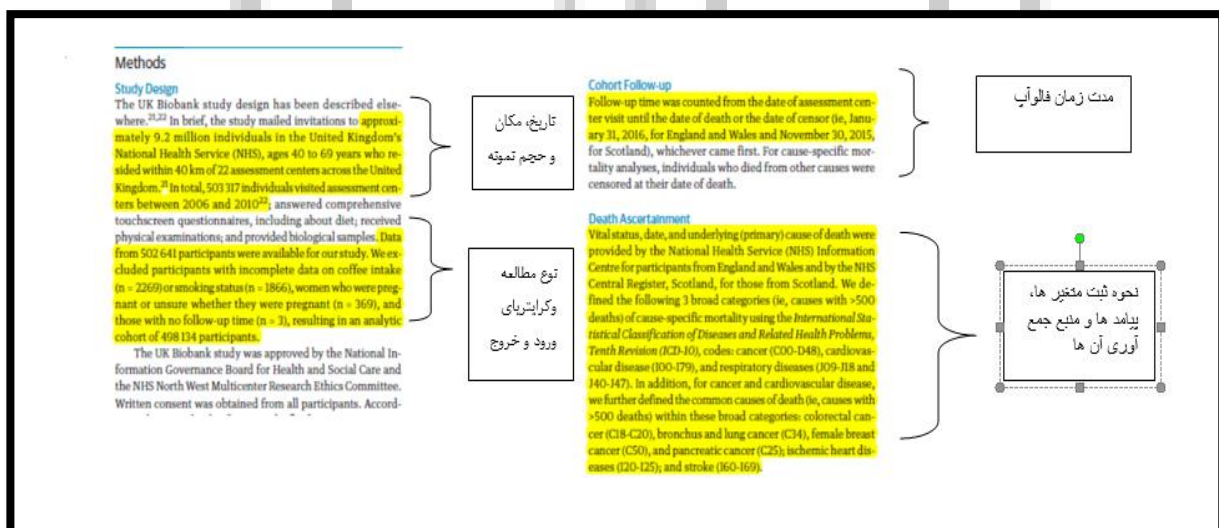 Methods
Study Design
The UK Biobank study design has been described else-
where.21,22 In brief, the study mailed invitations to approxi-
mately 9.2 million individuals in the United Kingdom's
National Health Service (NHS), ages 40 to 69 years who re-
sided within 40 km of 22 assessment centers across the United
Kingdom.21 In total, 503 317 individuals visited assessment cen-
ters between 2006 and 201022; answered comprehensive
touchscreen questionnaires, including about diet; received
physical examinations; and provided biological samples. Data
from 502 641 participants were available for our study. We ex-
cluded participants with incomplete data on coffee intake
(n = 2269) or smoking status (n = 1866), women who were preg-
nant or unsure whether they were pregnant (n = 369), and
those with no follow-up time (n = 3), resulting in an analytic
cohort of 498 134 participants.
The UK Biobank study was approved by the National In-
formation Governance Board for Health and Social Care and
the NHS North West Multicenter Research Ethics Committee.
Written consent was obtained from all participants. Accord-
تاریخ، مکان
و حجم نمونه
نوع مطالعه
وکرایتریای
ورود و خروج
Cohort Follow-up
Follow-up time was counted from the date of assessment cen-
ter visit until the date of death or the date of censor (ie, Janu-
ary 31, 2016, for England and Wales and November 30, 2015,
for Scotland), whichever came first. For cause-specific mor-
tality analyses, individuals who died from other causes were
censored at their date of death.
Death Ascertainment
Vital status, date, and underlying (primary) cause of death were
provided by the National Health Service (NHS) Information
Centre for participants from England and Wales and by the NHS
Central Register, Scotland, for those from Scotland. We de-
fined the following 3 broad categories (ie, causes with >500
deaths) of cause-specific mortality using the International Sta-
tistical Classification of Diseases and Related Health Problems,
Tenth Revision (ICD-10), codes: cancer (C00-D48), cardiovas-
cular disease (I00-I79), and respiratory diseases (J09-J18 and
J40-J47). In addition, for cancer and cardiovascular disease,
we further defined the common causes of death (ie, causes with
>500 deaths) within these broad categories: colorectal can-
cer (C18-C20), bronchus and lung cancer (C34), female breast
cancer (C50), and pancreatic cancer (C25); ischemic heart dis-
eases (I20-I25); and stroke (I60-I69).
مدت زمان فالوآپ
نحوه ثبت متغیر ها،
پیامد ها و منبع جمع
آوری آن ها